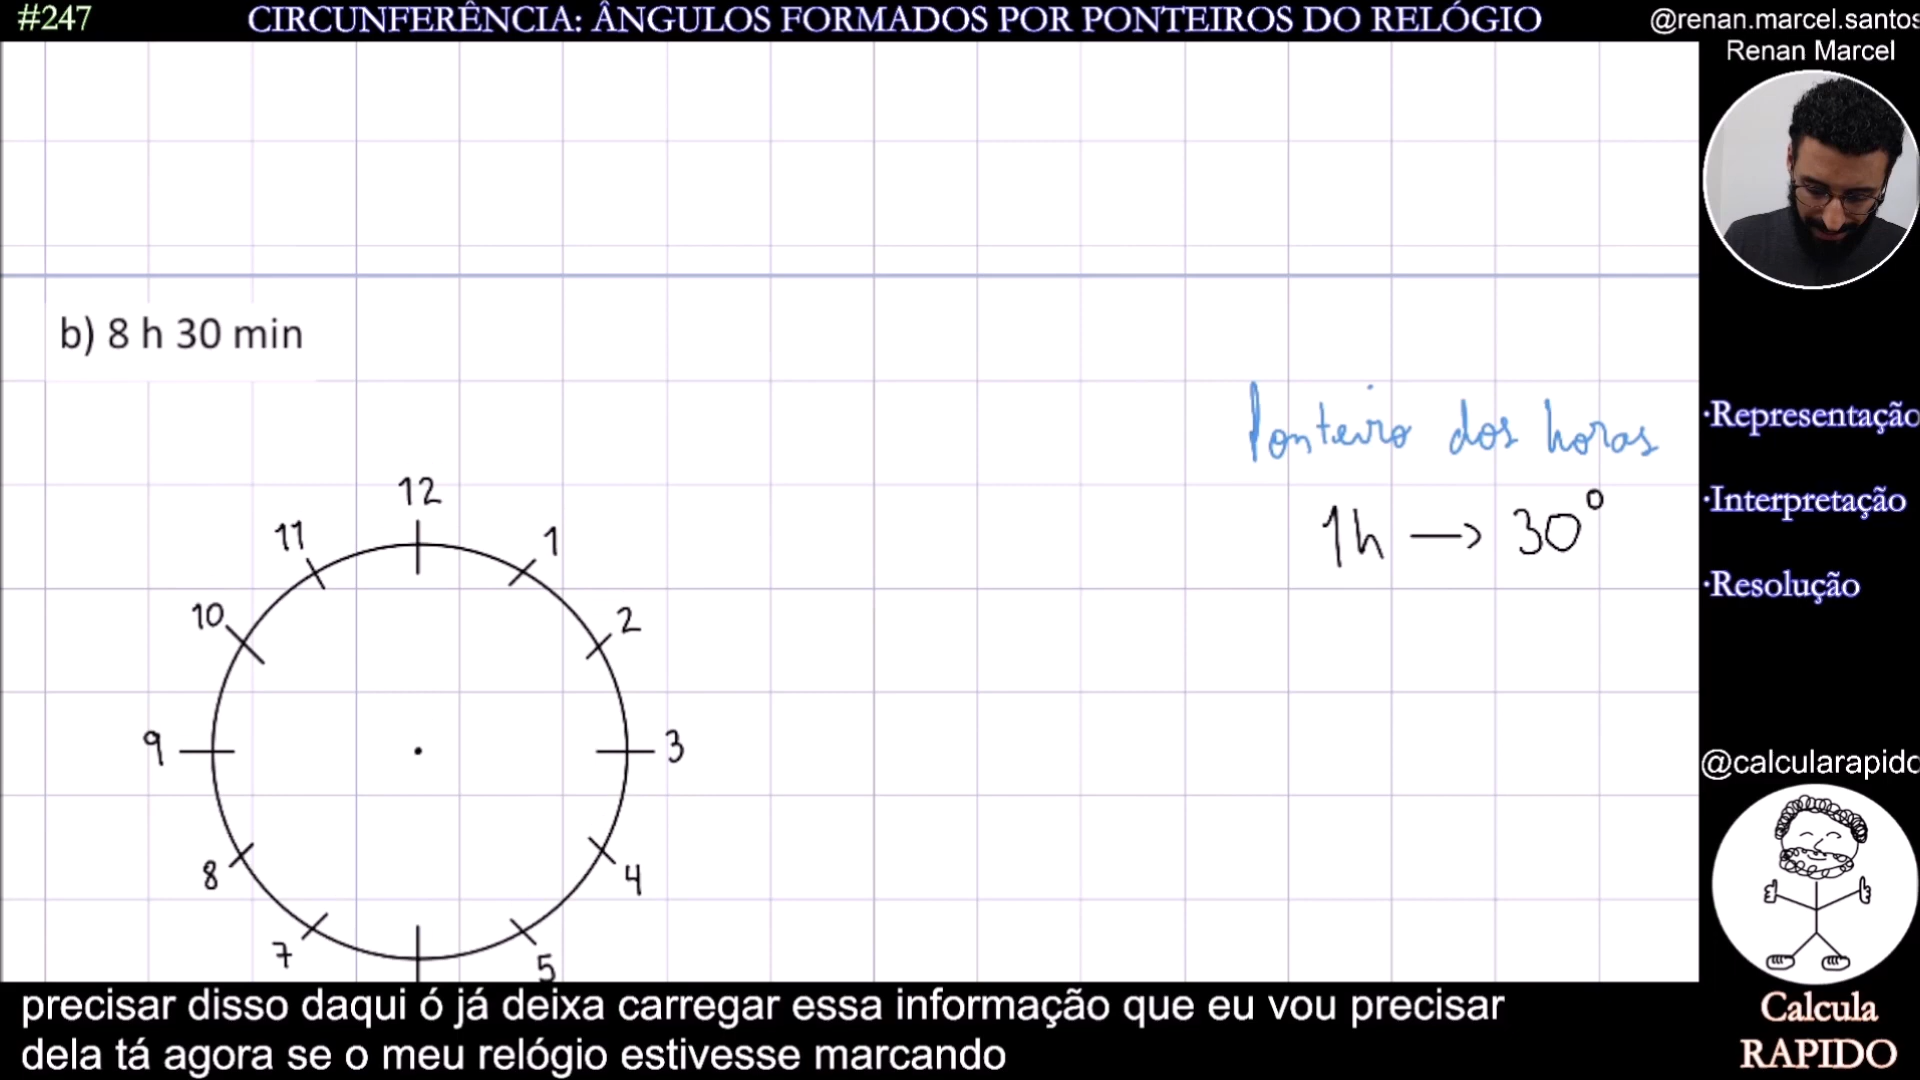 #247
CIRCUNFERÊNCIA: ÂNGULOS FORMADOS POR PONTEIROS DO RELÓGIO
@renan.marcel.santos
Renan Marcel
b) 8 h 30 min
Ponteiro dos horas
1h → 30°
12
11
1
10
2
9
3
8
4
7
5
·Representação
·Interpretação
·Resolução
@calcularapido
Calcula
RAPIDO
precisar disso daqui ó já deixa carregar essa informação que eu vou precisar
dela tá agora se o meu relógio estivesse marcando